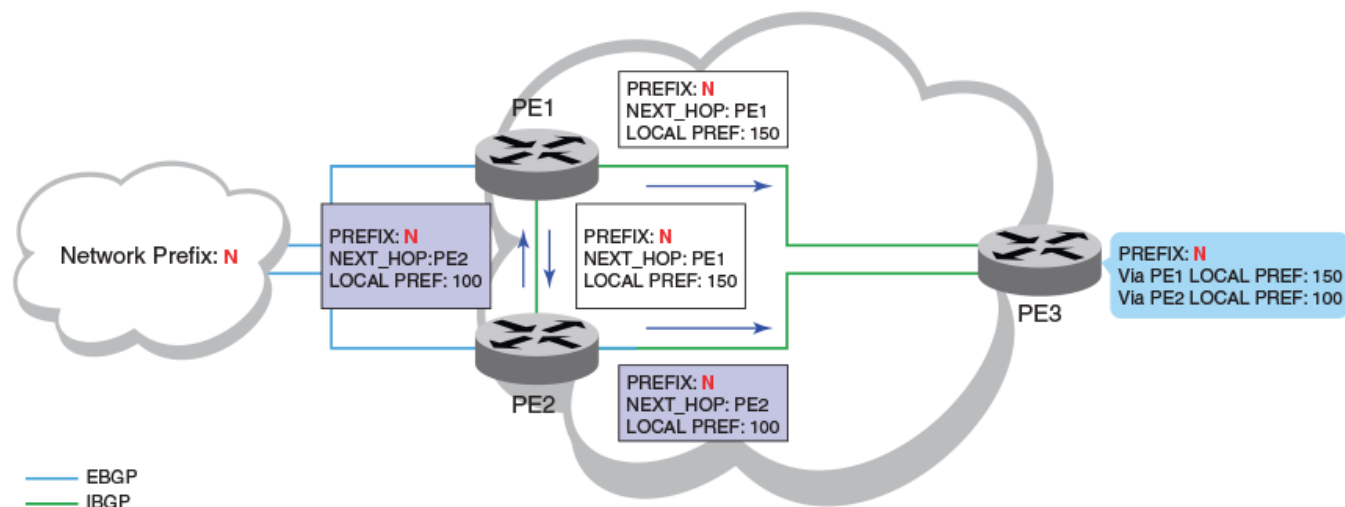 PREFIX: N
NEXT_HOP: PE1
LOCAL PREF: 150
PE1
Network Prefix: N
PREFIX: N
NEXT_HOP:PE2
LOCAL PREF: 100
PREFIX: N
NEXT_HOP: PE1
LOCAL PREF: 150
PREFIX: N
Via PE1 LOCAL PREF: 150
Via PE2 LOCAL PREF: 100
PE3
PE2
PREFIX: N
NEXT_HOP: PE2
LOCAL PREF: 100
EBGP
IBGP